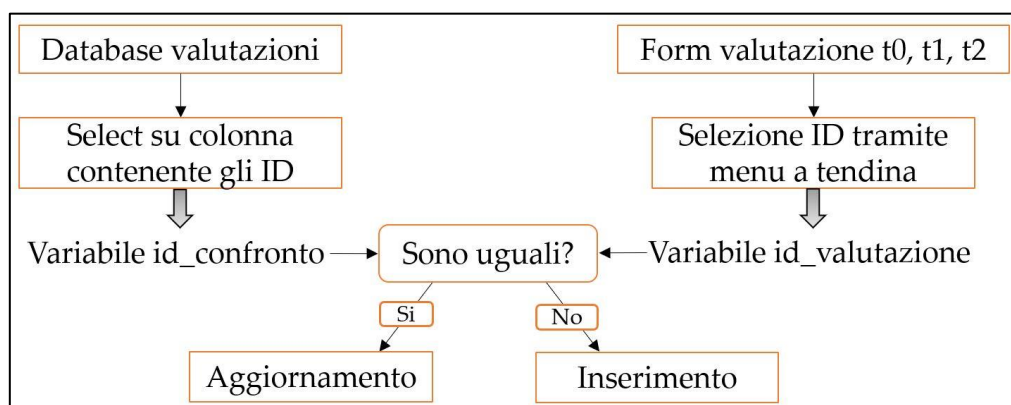 Database valutazioni
Form valutazione t0, t1, t2
Select su colonna
contenente gli ID
Selezione ID tramite
menu a tendina
Variabile id_confronto
Sono uguali?
Variabile id_valutazione
Si
No
Aggiornamento
Inserimento